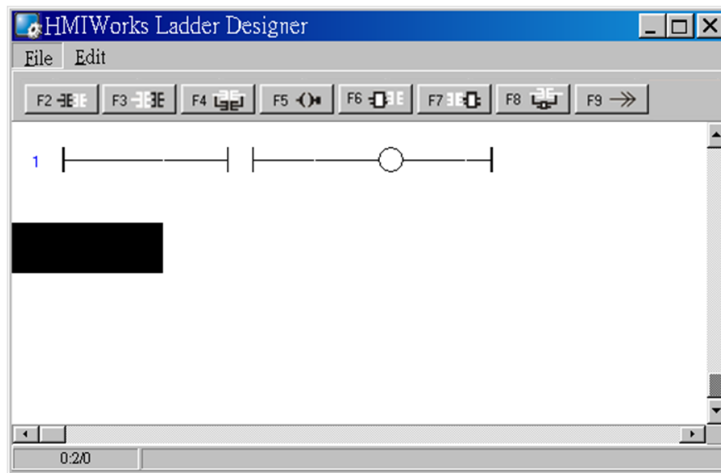 HMIWorks Ladder Designer
File Edit
F2 F3 F4 F5 F6 F7 F8 F9
1
0:2/0